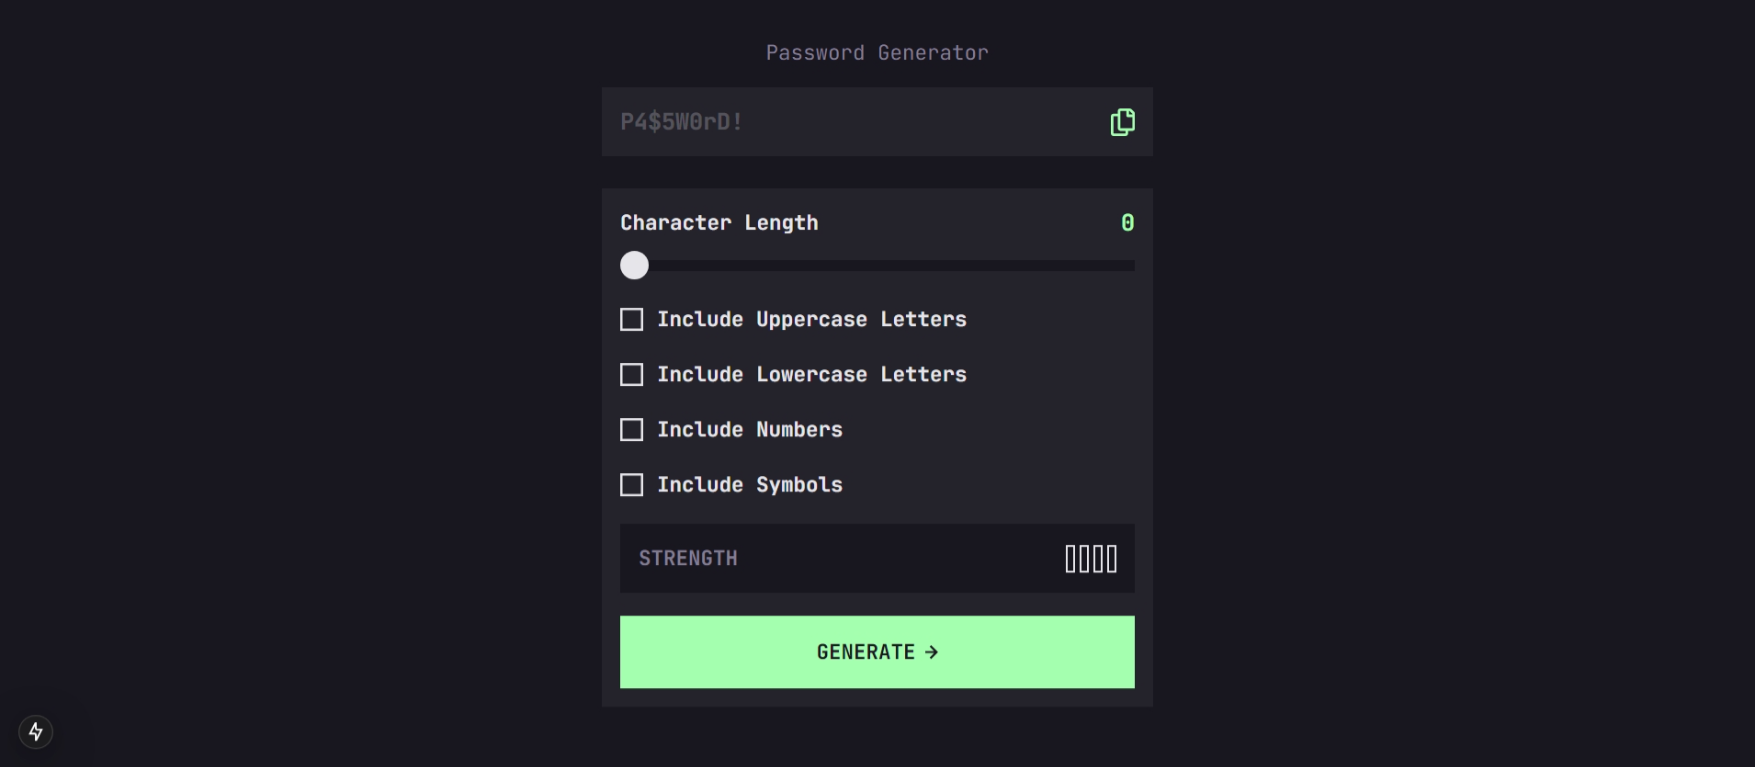 Password Generator
P4$5W0rD!
Character Length 0
Include Uppercase Letters
Include Lowercase Letters
Include Numbers
Include Symbols
STRENGTH
GENERATE →